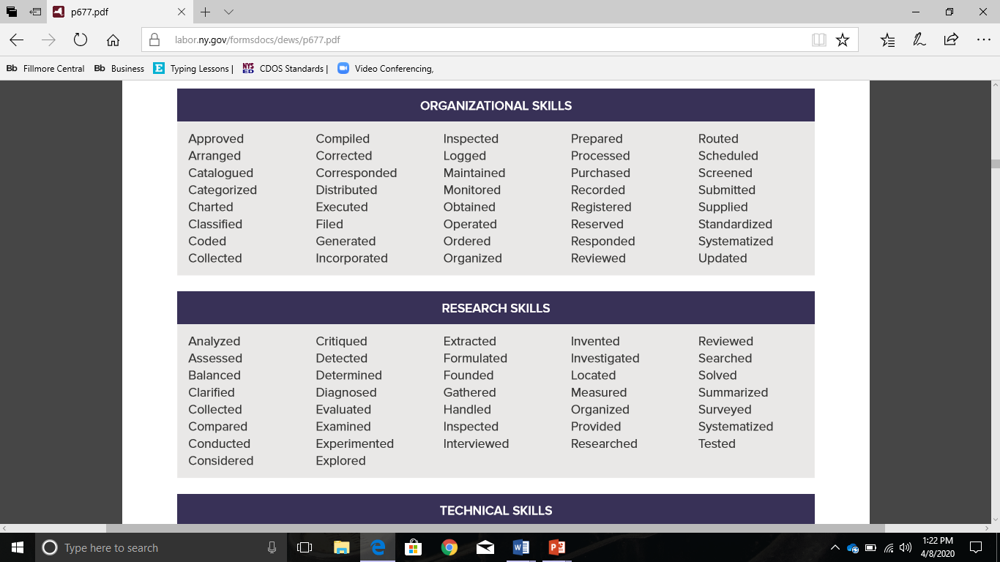 p677.pdf
labor.ny.gov/formsdocs/dews/p677.pdf
Bb Fillmore Central Bb Business E Typing Lessons | NYS ED CDOS Standards | Video Conferencing,
ORGANIZATIONAL SKILLS
Approved Compiled Inspected Prepared Routed
Arranged Corrected Logged Processed Scheduled
Catalogued Corresponded Maintained Purchased Screened
Categorized Distributed Monitored Recorded Submitted
Charted Executed Obtained Registered Supplied
Classified Filed Operated Reserved Standardized
Coded Generated Ordered Responded Systematized
Collected Incorporated Organized Reviewed Updated
RESEARCH SKILLS
Analyzed Critiqued Extracted Invented Reviewed
Assessed Detected Formulated Investigated Searched
Balanced Determined Founded Located Solved
Clarified Diagnosed Gathered Measured Summarized
Collected Evaluated Handled Organized Surveyed
Compared Examined Inspected Provided Systematized
Conducted Experimented Interviewed Researched Tested
Considered Explored
TECHNICAL SKILLS
Type here to search
1:22 PM
4/8/2020